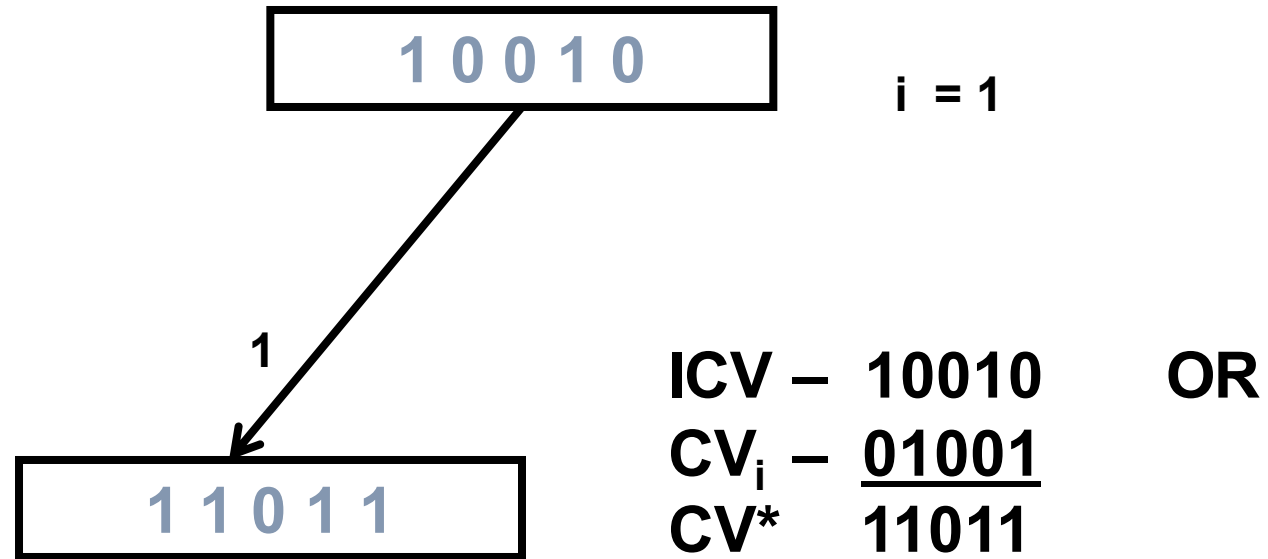 1 0 0 1 0
i = 1
1
ICV – 10010 OR
CVi – 01001
CV* 11011
1 1 0 1 1